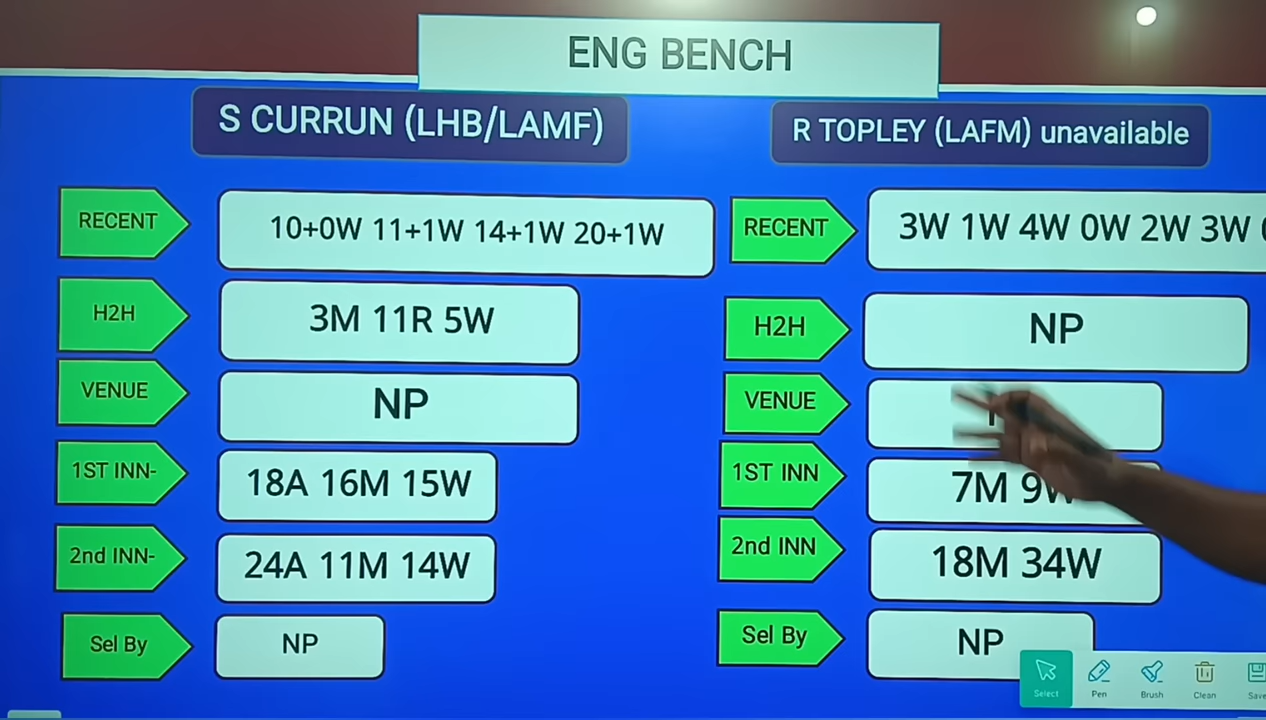 ENG BENCH
S CURRUN (LHB/LAMF)
RECENT
10+0W 11+1W 14+1W 20+1W
H2H
3M 11R 5W
VENUE
NP
1ST INN-
18A 16M 15W
2nd INN-
24A 11M 14W
Sel By
NP
R TOPLEY (LAFM) unavailable
RECENT
3W 1W 4W 0W 2W 3W
H2H
NP
VENUE
1ST INN
7M 9W
2nd INN
18M 34W
Sel By
NP
Select
Pen
Brush
Clean
Save